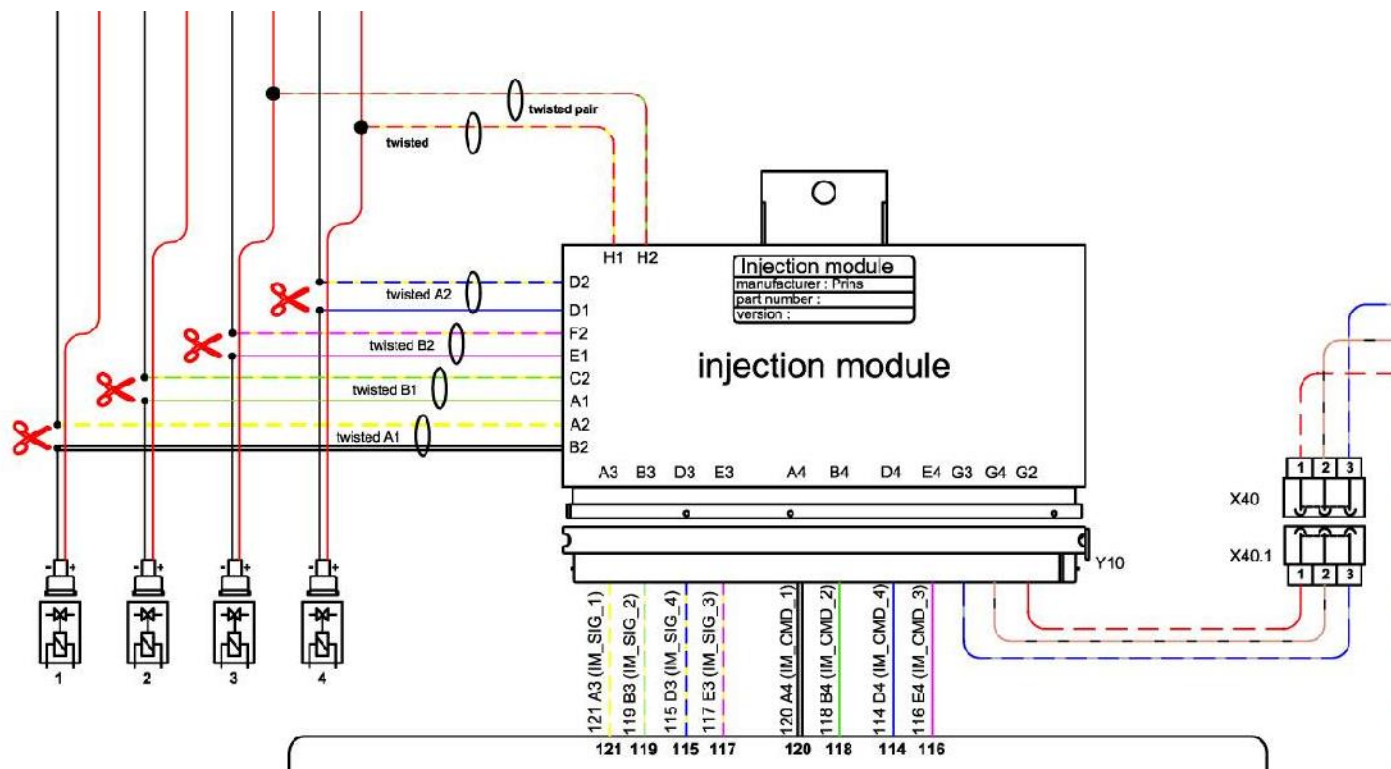 twisted pair
twisted
H1 H2
Injection module
manufacturer : Prins
part number :
version :
D2
twisted A2
D1
F2
twisted B2
E1
injection module
C2
twisted B1
A1
A2
twisted A1
B2
A3 B3 D3 E3 A4 B4 D4 E4 G3 G4 G2
1 2 3
X40
X40.1
1 2 3
Y10
- + - + - + - +
1 2 3 4
121 A3 (IM_SIG_1)
119 B3 (IM_SIG_2)
115 D3 (IM_SIG_4)
117 E3 (IM_SIG_3)
120 A4 (IM_CMD_1)
118 B4 (IM_CMD_2)
114 D4 (IM_CMD_4)
116 E4 (IM_CMD_3)
121 119 115 117 120 118 114 116